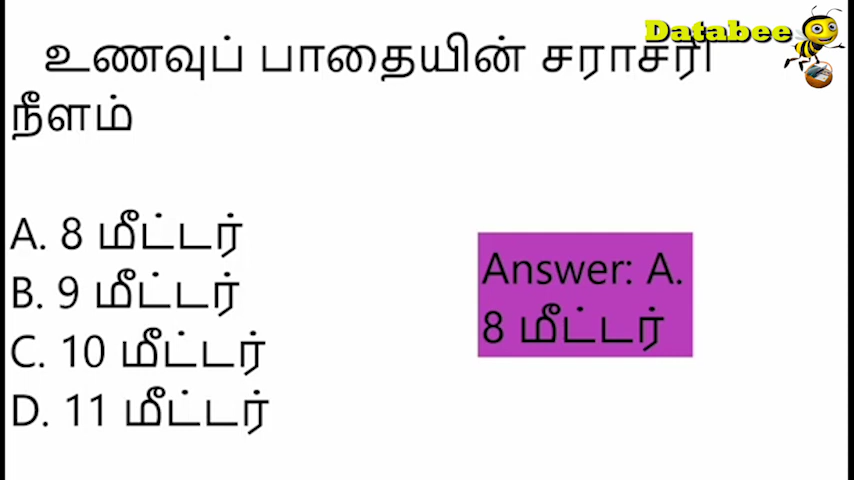 Databee
உணவுப் பாதையின் சராசரி
நீளம்
A. 8 மீட்டர்
B. 9 மீட்டர்
C. 10 மீட்டர்
D. 11 மீட்டர்
Answer: A.
8 மீட்டர்